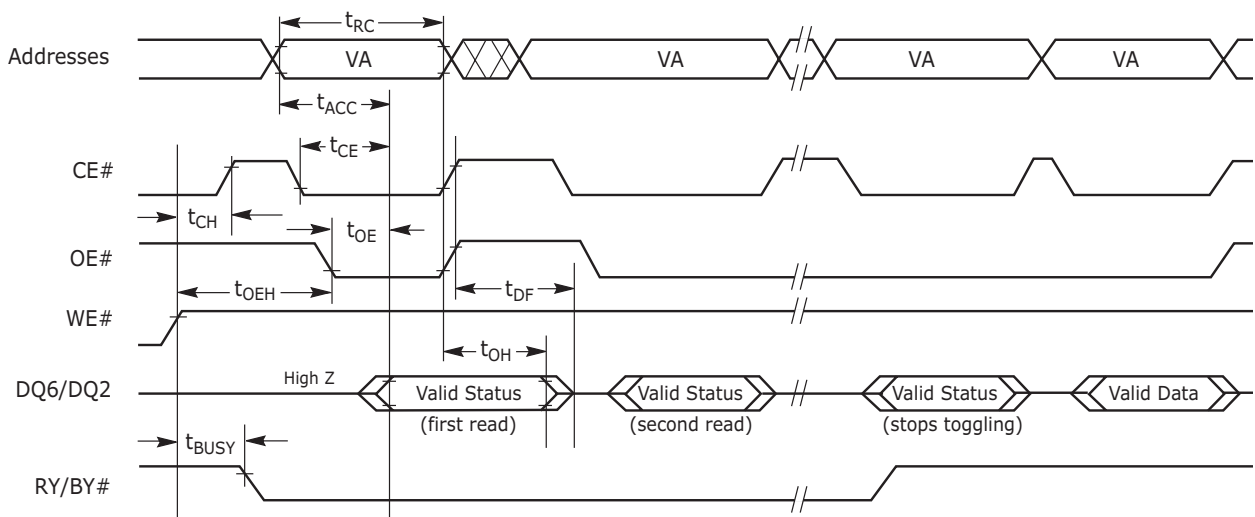 tRC
Addresses VA VA VA VA
tACC
tCE
CE#
tCH tOE
OE#
tOEH tDF
WE#
tOH
DQ6/DQ2 High Z Valid Status Valid Status Valid Status Valid Data
(first read) (second read) (stops toggling)
tBUSY
RY/BY#